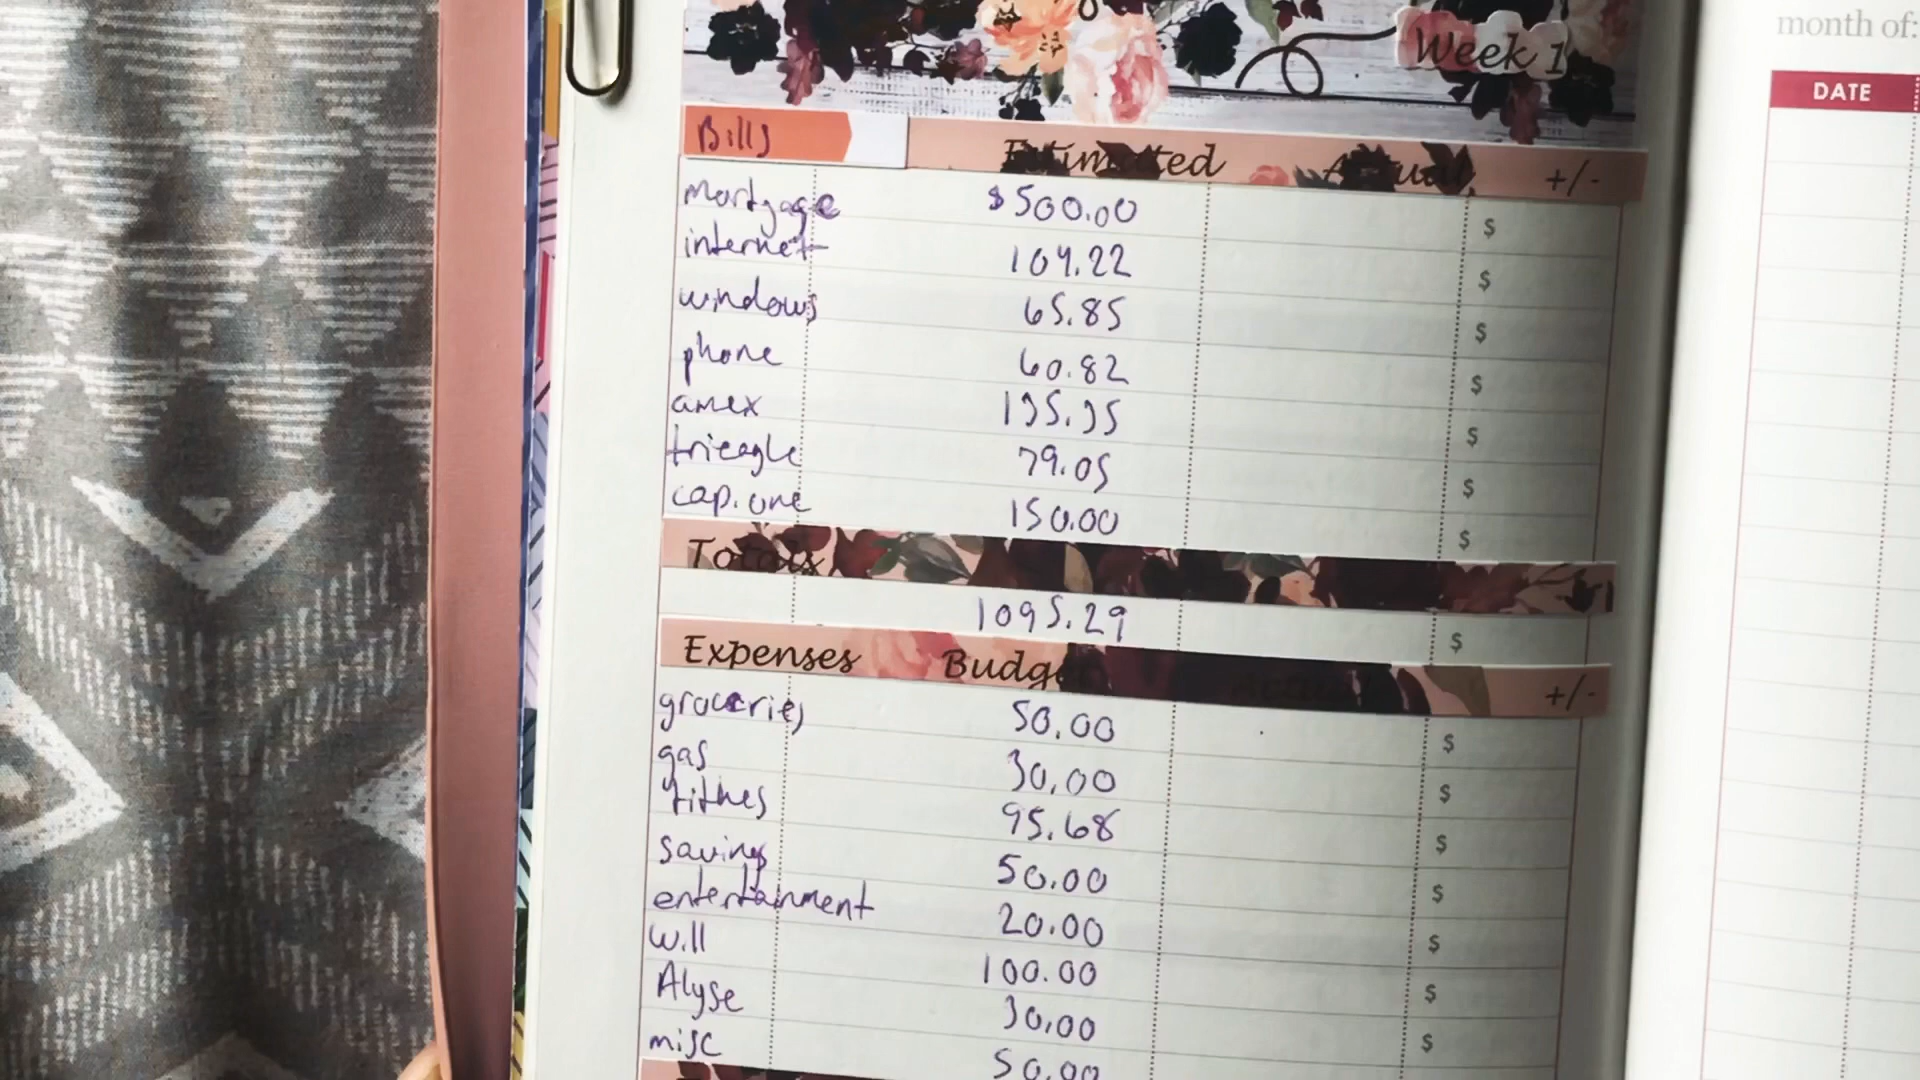 Week 1
Bills Estimated Actual +/-
mortgage $500.00 $
internet 104.22 $
windows 65.85 $
phone 60.82 $
amex 135.35 $
trieagle 79.05 $
cap. one 150.00 $
Totals
1095.29 $
Expenses Budget Actual +/-
groceries 50.00 $
gas 30.00 $
tithes 95.68 $
savings 50.00 $
entertainment 20.00 $
will 100.00 $
Alyse 30.00 $
misc 50.00
month of:
DATE